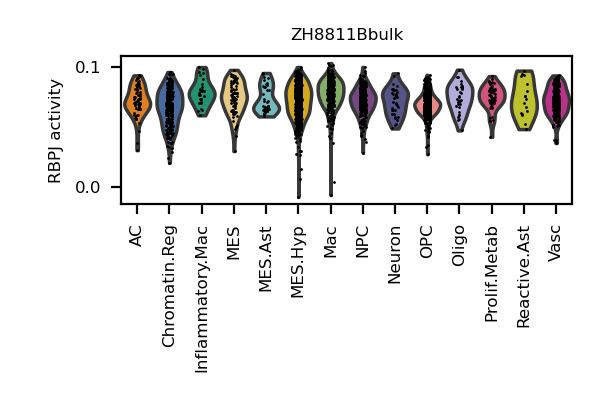 ZH8811Bbulk
RBPJ activity
0.1
0.0
AC
Chromatin.Reg
Inflammatory.Mac
MES
MES.Ast
MES.Hyp
Mac
NPC
Neuron
OPC
Oligo
Prolif.Metab
Reactive.Ast
Vasc